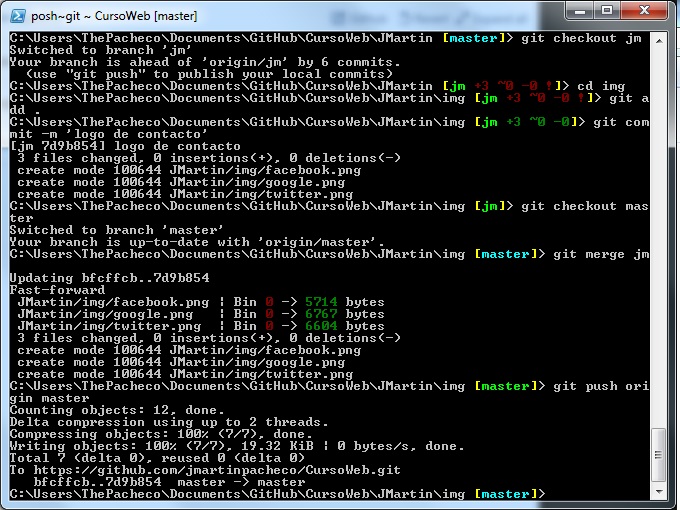 posh~git ~ CursoWeb [master]
C:\Users\ThePacheco\Documents\GitHub\CursoWeb\JMartin [master]> git checkout jm
Switched to branch 'jm'
Your branch is ahead of 'origin/jm' by 6 commits.
  (use "git push" to publish your local commits)
C:\Users\ThePacheco\Documents\GitHub\CursoWeb\JMartin [jm +3 ~0 -0 !]> cd img
C:\Users\ThePacheco\Documents\GitHub\CursoWeb\JMartin\img [jm +3 ~0 -0 !]> git a
dd .
C:\Users\ThePacheco\Documents\GitHub\CursoWeb\JMartin\img [jm +3 ~0 -0]> git com
mit -m 'logo de contacto'
[jm 7d9b854] logo de contacto
 3 files changed, 0 insertions(+), 0 deletions(-)
 create mode 100644 JMartin/img/facebook.png
 create mode 100644 JMartin/img/google.png
 create mode 100644 JMartin/img/twitter.png
C:\Users\ThePacheco\Documents\GitHub\CursoWeb\JMartin\img [jm]> git checkout mas
ter
Switched to branch 'master'
Your branch is up-to-date with 'origin/master'.
C:\Users\ThePacheco\Documents\GitHub\CursoWeb\JMartin\img [master]> git merge jm
Updating bfcffcb..7d9b854
Fast-forward
 JMartin/img/facebook.png | Bin 0 -> 5714 bytes
 JMartin/img/google.png   | Bin 0 -> 6767 bytes
 JMartin/img/twitter.png  | Bin 0 -> 6604 bytes
 3 files changed, 0 insertions(+), 0 deletions(-)
 create mode 100644 JMartin/img/facebook.png
 create mode 100644 JMartin/img/google.png
 create mode 100644 JMartin/img/twitter.png
C:\Users\ThePacheco\Documents\GitHub\CursoWeb\JMartin\img [master]> git push ori
gin master
Counting objects: 12, done.
Delta compression using up to 2 threads.
Compressing objects: 100% (7/7), done.
Writing objects: 100% (7/7), 19.32 KiB | 0 bytes/s, done.
Total 7 (delta 0), reused 0 (delta 0)
To https://github.com/jmartinpacheco/CursoWeb.git
   bfcffcb..7d9b854  master -> master
C:\Users\ThePacheco\Documents\GitHub\CursoWeb\JMartin\img [master]>